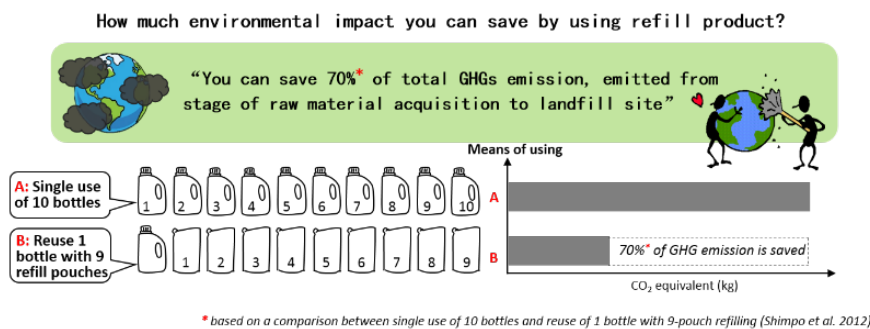 How much environmental impact you can save by using refill product?
“You can save 70%* of total GHGs emission, emitted from
stage of raw material acquisition to landfill site”
Means of using
A: Single use
of 10 bottles
1 2 3 4 5 6 7 8 9 10
A
B: Reuse 1
bottle with 9
refill pouches
1 2 3 4 5 6 7 8 9
B
70%* of GHG emission is saved
CO₂ equivalent (kg)
* based on a comparison between single use of 10 bottles and reuse of 1 bottle with 9-pouch refilling (Shimpo et al. 2012)